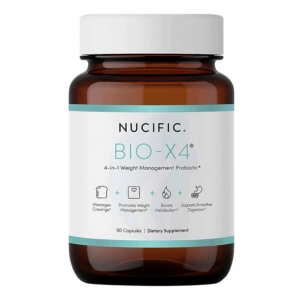 NUCIFIC®
BIO-X4®
4-in-1 Weight Management Probiotic*
Manages Cravings* + Promotes Weight Management* + Boosts Metabolism* + Supports Smoother Digestion*
90 Capsules | Dietary Supplement